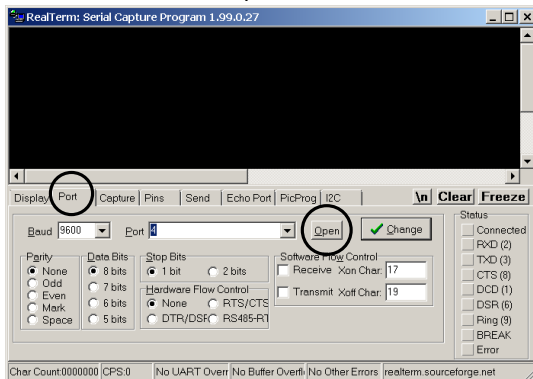 RealTerm: Serial Capture Program 1.99.0.27
Display Port Capture Pins Send Echo Port PicProg I2C \n Clear Freeze
Baud 9600 Port 4 Open Change
Status
Connected
RXD (2)
TXD (3)
CTS (8)
DCD (1)
DSR (6)
Ring (9)
BREAK
Error
Parity
None
Odd
Even
Mark
Space
Data Bits
8 bits
7 bits
6 bits
5 bits
Stop Bits
1 bit 2 bits
Hardware Flow Control
None RTS/CTS
DTR/DSR RS485-RT
Software Flow Control
Receive Xon Char: 17
Transmit Xoff Char: 19
Char Count:0000000 CPS:0 No UART Overr No Buffer Overfl No Other Errors realterm.sourceforge.net